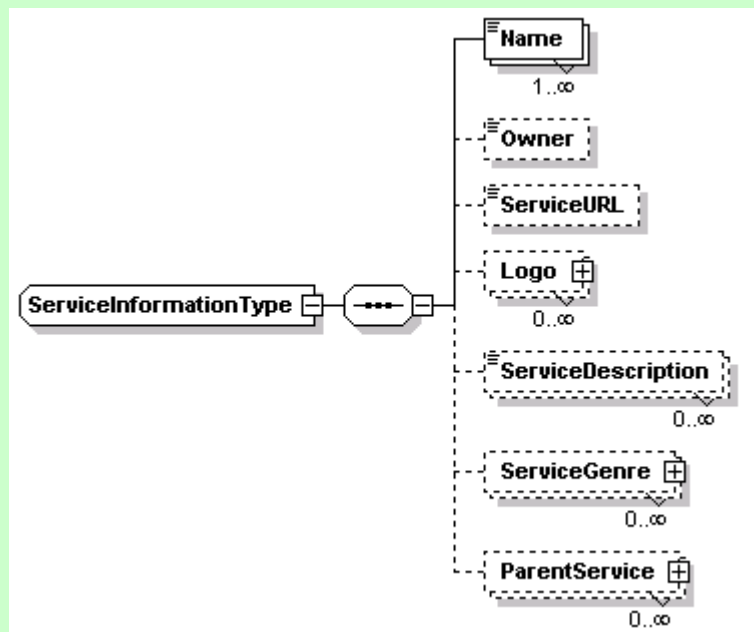 Name
1..∞
Owner
ServiceURL
Logo
0..∞
ServiceInformationType
ServiceDescription
0..∞
ServiceGenre
0..∞
ParentService
0..∞